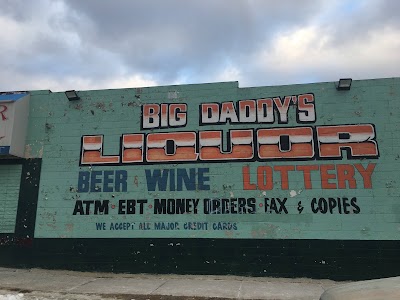 BIG DADDY'S
LIQUOR
BEER & WINE LOTTERY
ATM • EBT • MONEY ORDERS FAX & COPIES
WE ACCEPT ALL MAJOR CREDIT CARDS